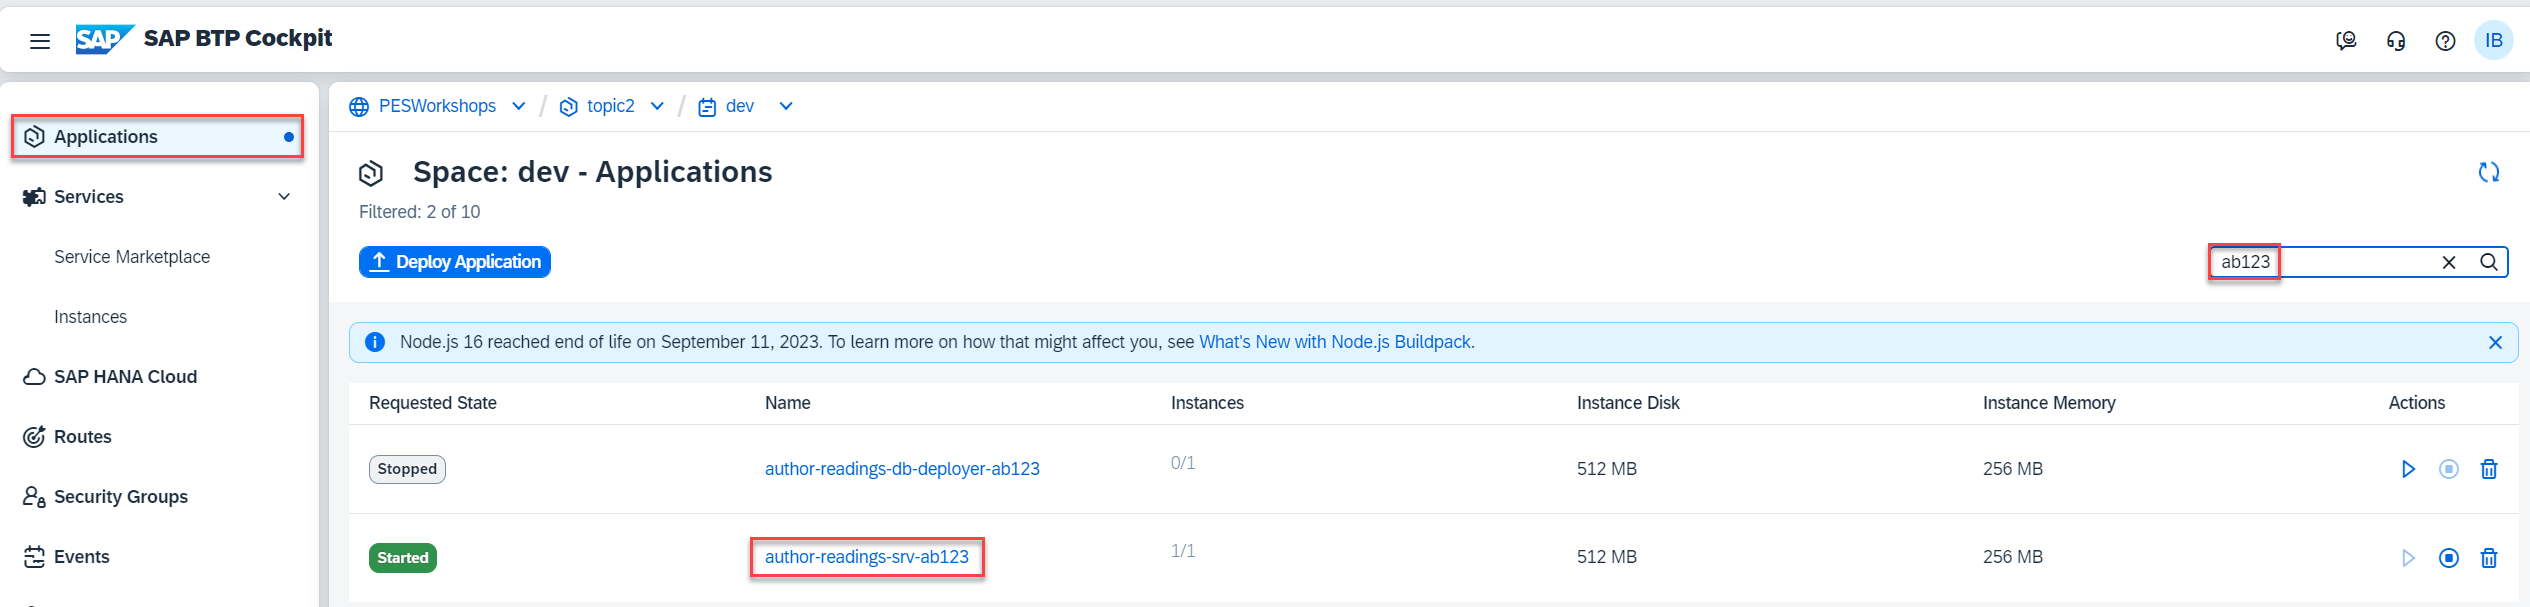 SAP SAP BTP Cockpit
IB
Applications
Services
Service Marketplace
Instances
SAP HANA Cloud
Routes
Security Groups
Events
PESWorkshops / topic2 / dev
Space: dev - Applications
Filtered: 2 of 10
Deploy Application
ab123
Node.js 16 reached end of life on September 11, 2023. To learn more on how that might affect you, see What's New with Node.js Buildpack.
Requested State Name Instances Instance Disk Instance Memory Actions
Stopped author-readings-db-deployer-ab123 0/1 512 MB 256 MB
Started author-readings-srv-ab123 1/1 512 MB 256 MB